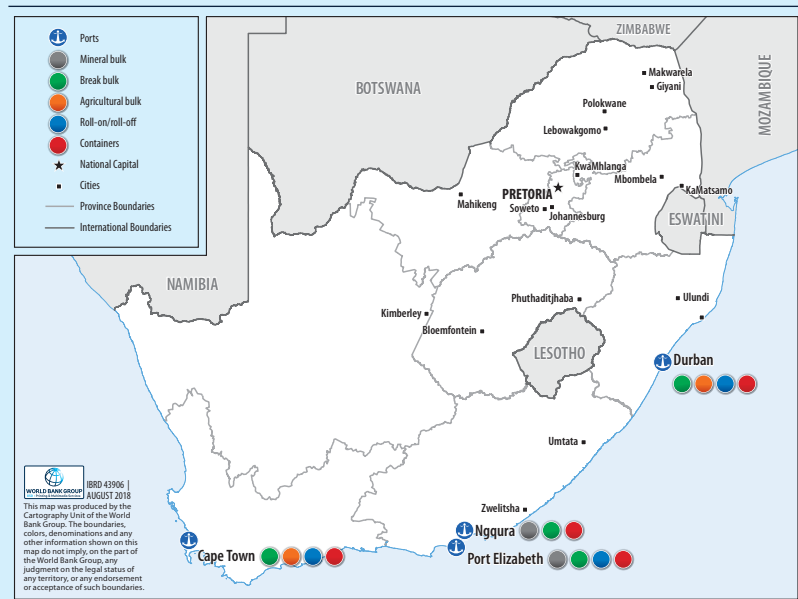 Ports
Mineral bulk
Break bulk
Agricultural bulk
Roll-on/roll-off
Containers
National Capital
Cities
Province Boundaries
International Boundaries
ZIMBABWE
BOTSWANA
MOZAMBIQUE
Makwarela
Giyani
Polokwane
Lebowakgomo
KwaMhlanga
PRETORIA
Mbombela
KaMatsamo
Mahikeng
Soweto
Johannesburg
ESWATINI
NAMIBIA
Phuthaditjhaba
Ulundi
Kimberley
Bloemfontein
LESOTHO
Durban
Umtata
Zwelitsha
Ngqura
Port Elizabeth
Cape Town
WORLD BANK GROUP
IBRD 43906 |
AUGUST 2018
This map was produced by the
Cartography Unit of the World
Bank Group. The boundaries,
colors, denominations and any
other information shown on this
map do not imply, on the part of
the World Bank Group, any
judgment on the legal status of
any territory, or any endorsement
or acceptance of such boundaries.